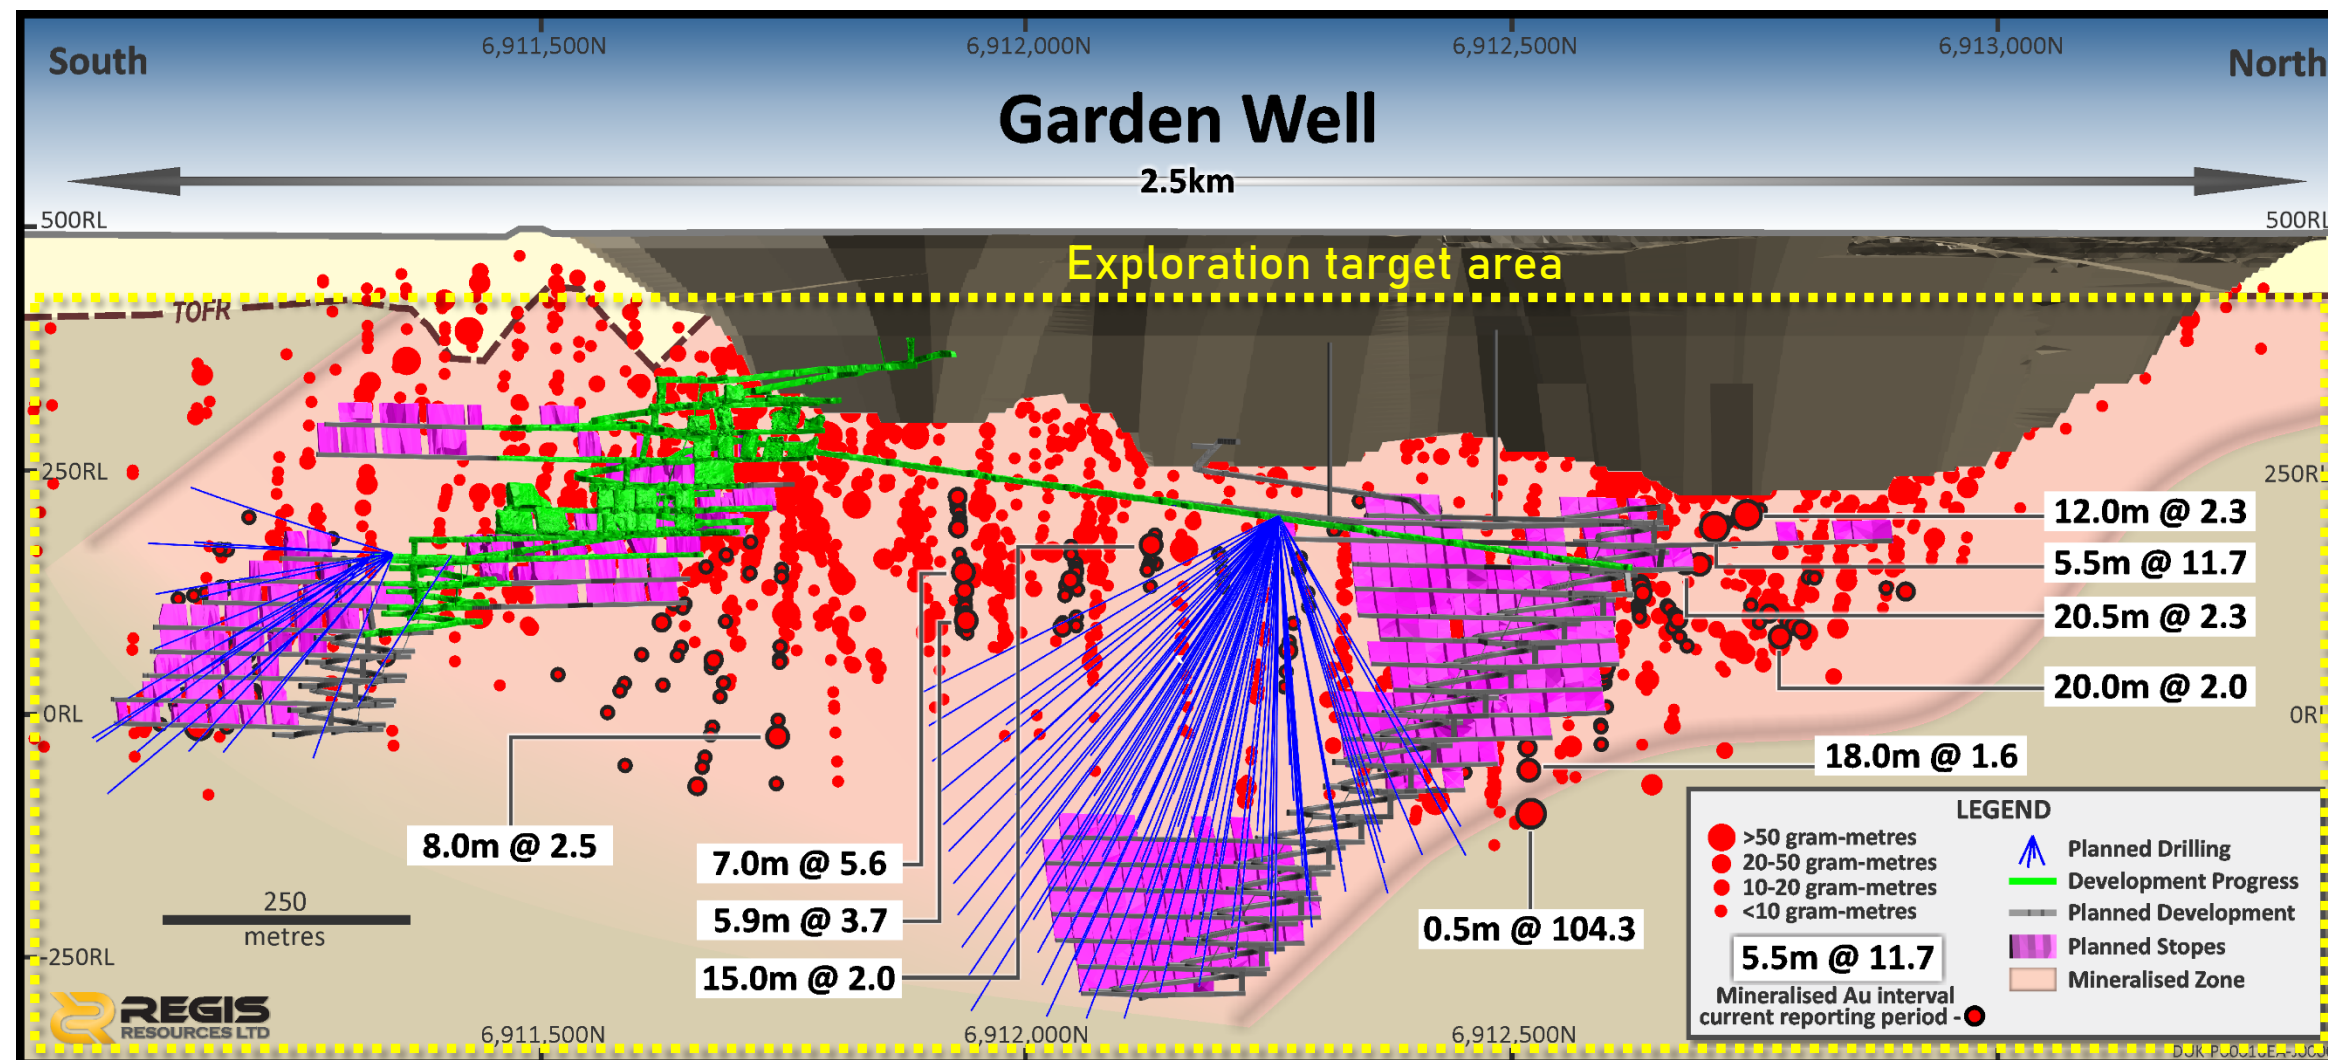 6,911,500N
6,912,000N
6,912,500N
6,913,000N
South
North
Garden Well
2.5km
500RL
500RL
Exploration target area
TOFR
250RL
250RL
12.0m @ 2.3
5.5m @ 11.7
20.5m @ 2.3
20.0m @ 2.0
0RL
0RL
18.0m @ 1.6
8.0m @ 2.5
7.0m @ 5.6
5.9m @ 3.7
15.0m @ 2.0
0.5m @ 104.3
250
metres
-250RL
LEGEND
>50 gram-metres
20-50 gram-metres
10-20 gram-metres
<10 gram-metres
5.5m @ 11.7
Mineralised Au interval
current reporting period -
Planned Drilling
Development Progress
Planned Development
Planned Stopes
Mineralised Zone
REGIS
RESOURCES LTD
6,911,500N
6,912,000N
6,912,500N